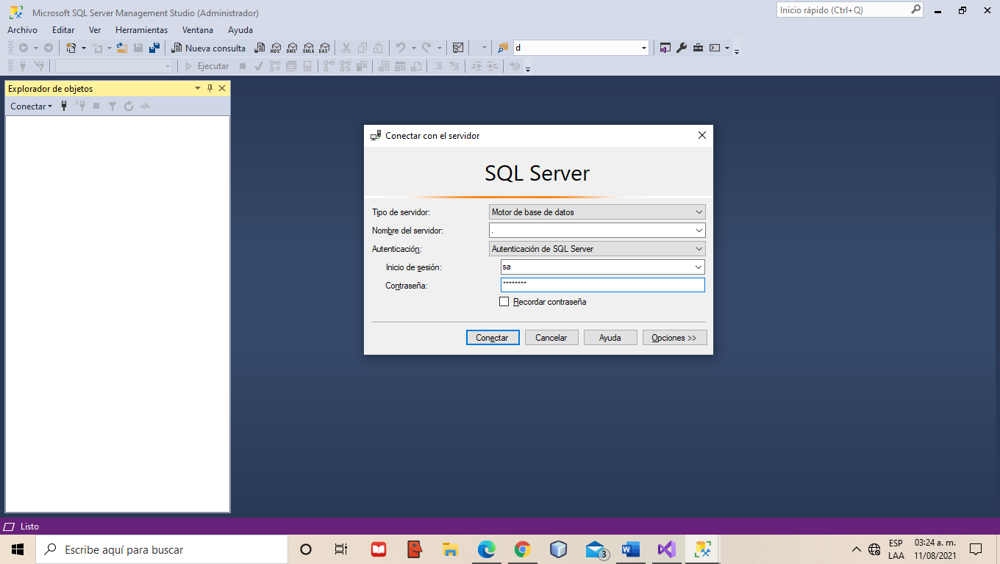 Microsoft SQL Server Management Studio (Administrador)
Inicio rápido (Ctrl+Q)
Archivo Editar Ver Herramientas Ventana Ayuda
Nueva consulta MDX DMX XMLA DAX d
Ejecutar
Explorador de objetos
Conectar
Conectar con el servidor
SQL Server
Tipo de servidor: Motor de base de datos
Nombre del servidor: .
Autenticación: Autenticación de SQL Server
Inicio de sesión: sa
Contraseña: ********
Recordar contraseña
Conectar Cancelar Ayuda Opciones >>
Listo
Escribe aquí para buscar
3
ESP
LAA
03:24 a. m.
11/08/2021